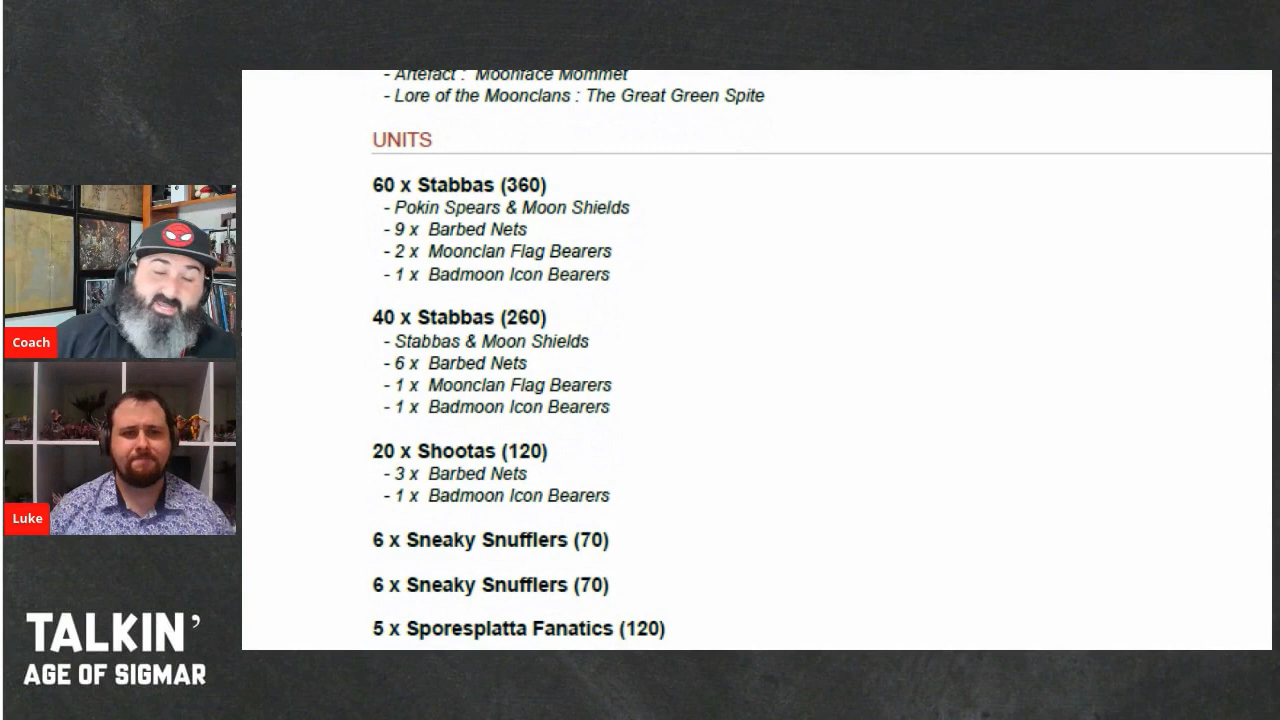 - Artefact : Moonface Mommet
- Lore of the Moonclans : The Great Green Spite
UNITS
60 x Stabbas (360)
- Pokin Spears & Moon Shields
- 9 x Barbed Nets
- 2 x Moonclan Flag Bearers
- 1 x Badmoon Icon Bearers
40 x Stabbas (260)
- Stabbas & Moon Shields
- 6 x Barbed Nets
- 1 x Moonclan Flag Bearers
- 1 x Badmoon Icon Bearers
20 x Shootas (120)
- 3 x Barbed Nets
- 1 x Badmoon Icon Bearers
6 x Sneaky Snufflers (70)
6 x Sneaky Snufflers (70)
5 x Sporesplatta Fanatics (120)
Coach
Luke
TALKIN'
AGE OF SIGMAR